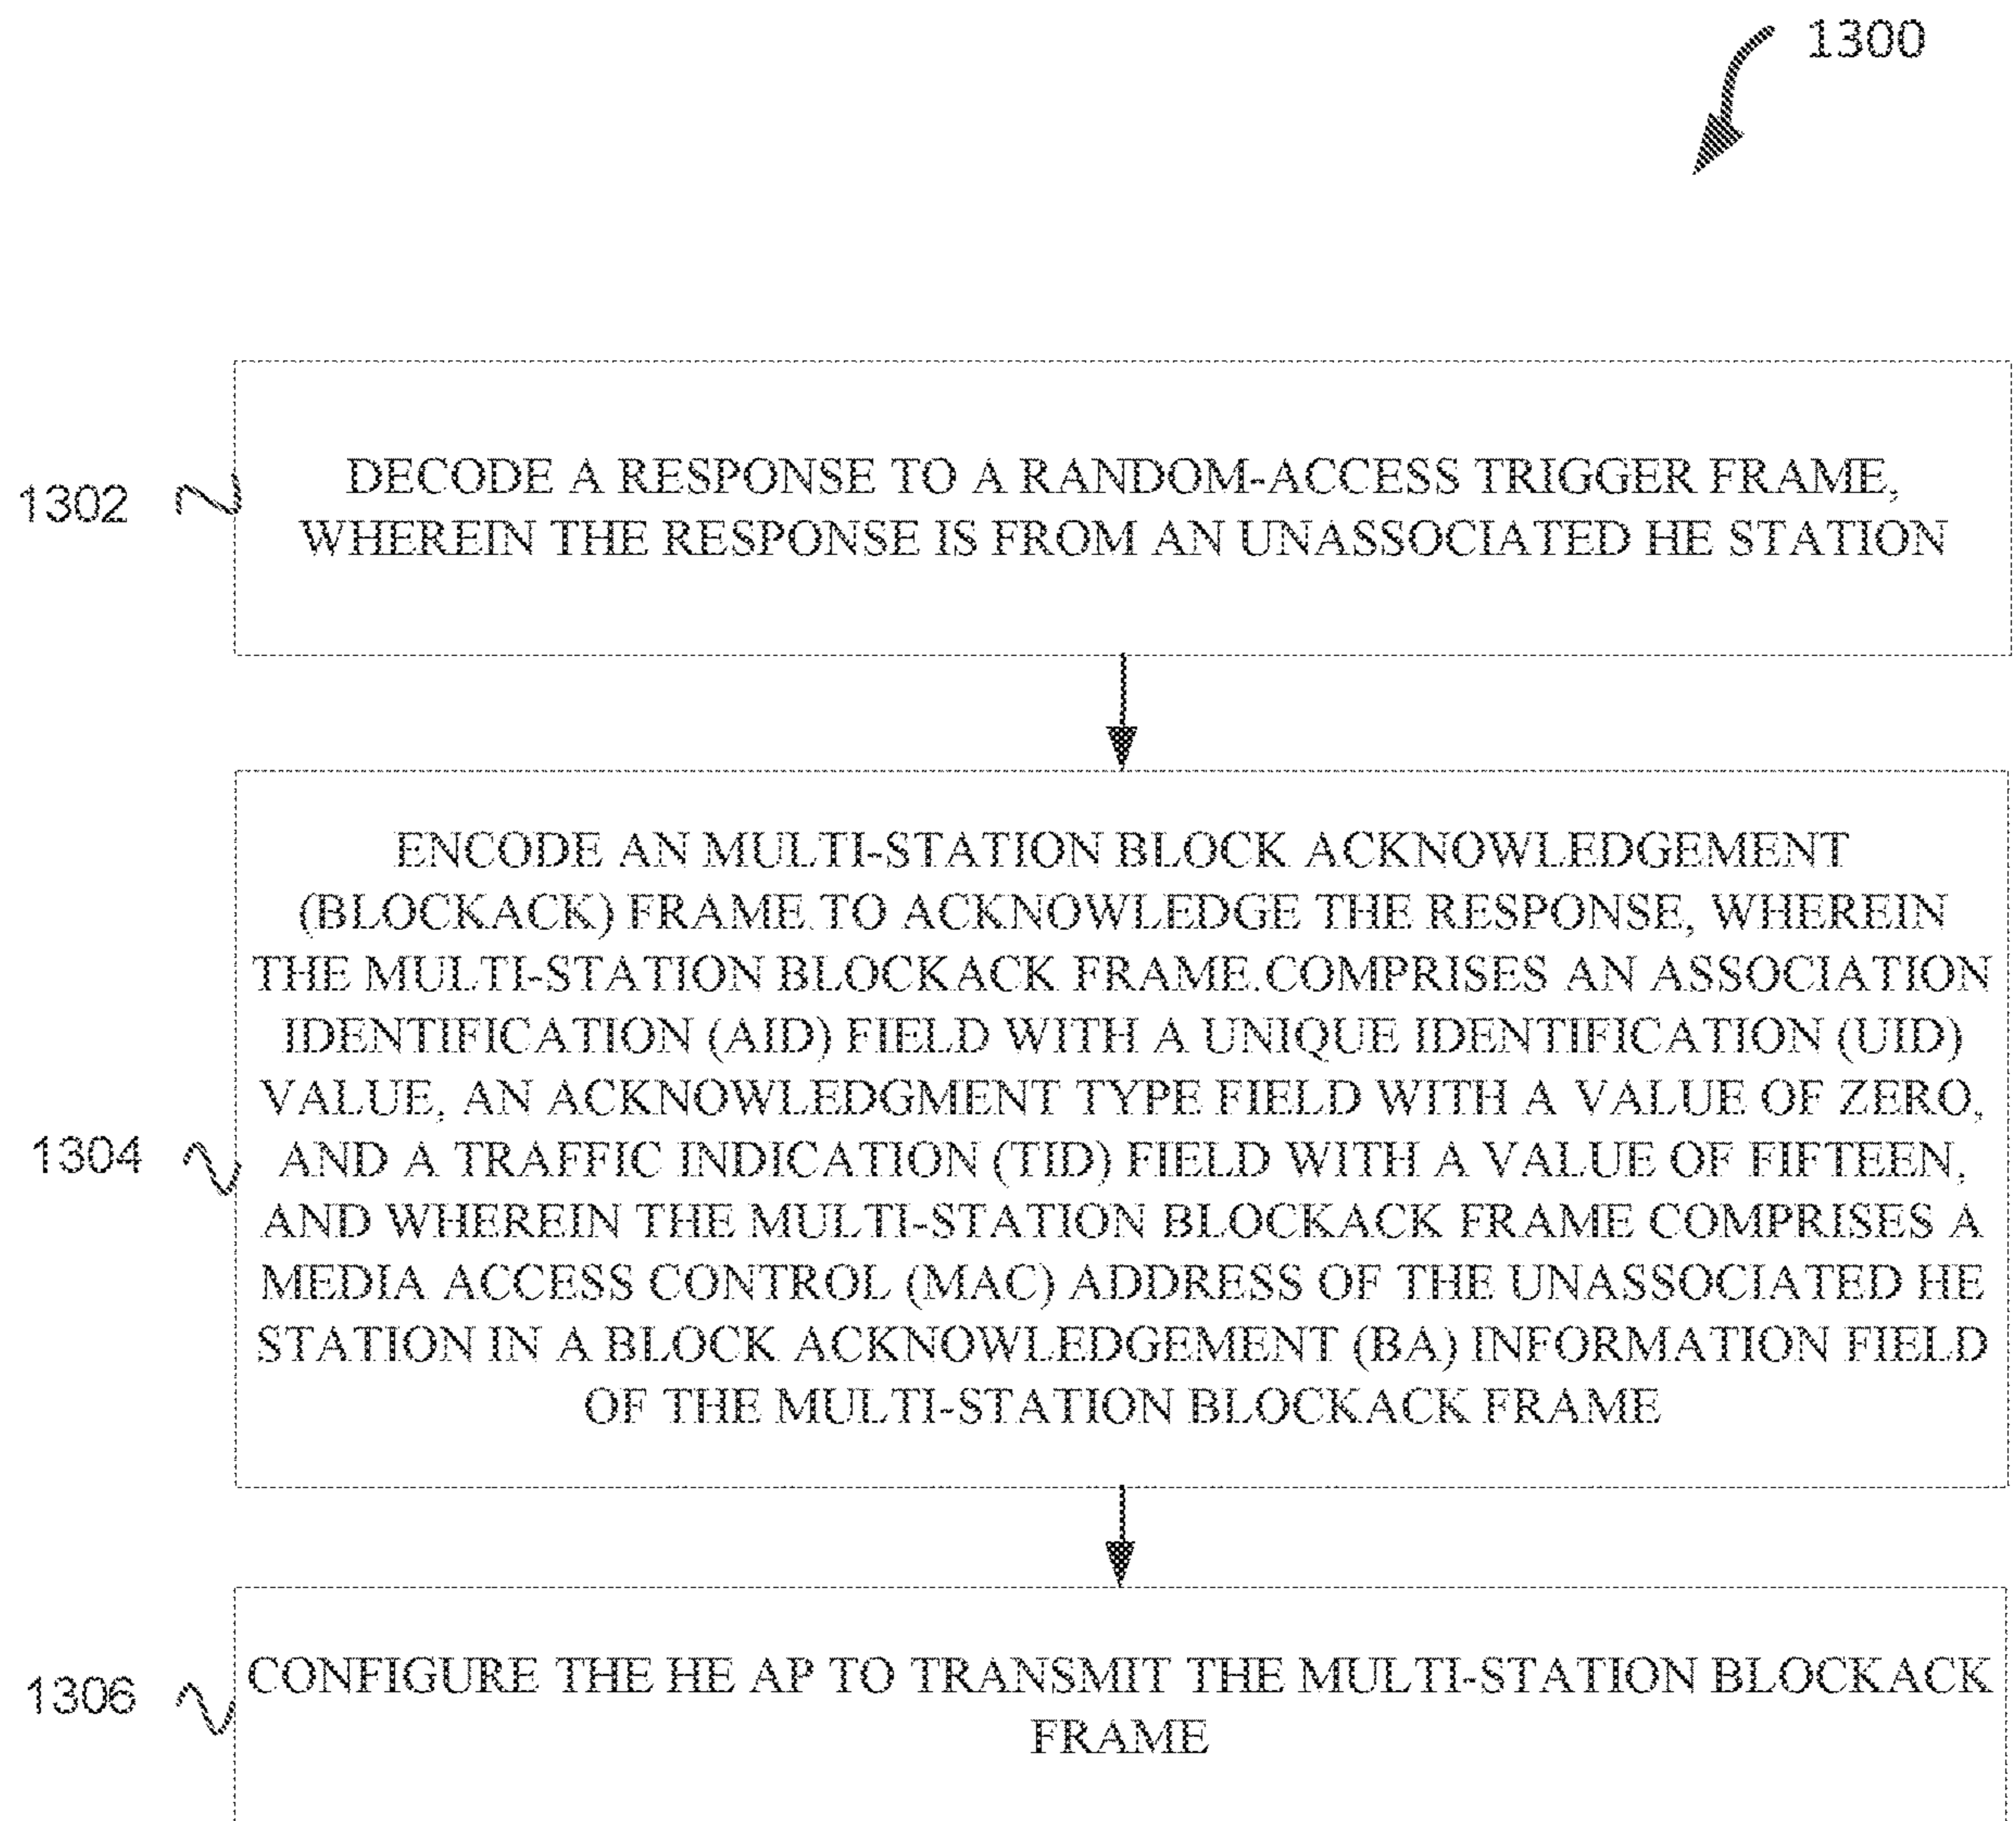 1300
1302
DECODE A RESPONSE TO A RANDOM-ACCESS TRIGGER FRAME,
WHEREIN THE RESPONSE IS FROM AN UNASSOCIATED HE STATION
1304
ENCODE AN MULTI-STATION BLOCK ACKNOWLEDGEMENT
(BLOCKACK) FRAME TO ACKNOWLEDGE THE RESPONSE, WHEREIN
THE MULTI-STATION BLOCKACK FRAME.COMPRISES AN ASSOCIATION
IDENTIFICATION (AID) FIELD WITH A UNIQUE IDENTIFICATION (UID)
VALUE, AN ACKNOWLEDGMENT TYPE FIELD WITH A VALUE OF ZERO,
AND A TRAFFIC INDICATION (TID) FIELD WITH A VALUE OF FIFTEEN,
AND WHEREIN THE MULTI-STATION BLOCKACK FRAME COMPRISES A
MEDIA ACCESS CONTROL (MAC) ADDRESS OF THE UNASSOCIATED HE
STATION IN A BLOCK ACKNOWLEDGEMENT (BA) INFORMATION FIELD
OF THE MULTI-STATION BLOCKACK FRAME
1306
CONFIGURE THE HE AP TO TRANSMIT THE MULTI-STATION BLOCKACK
FRAME